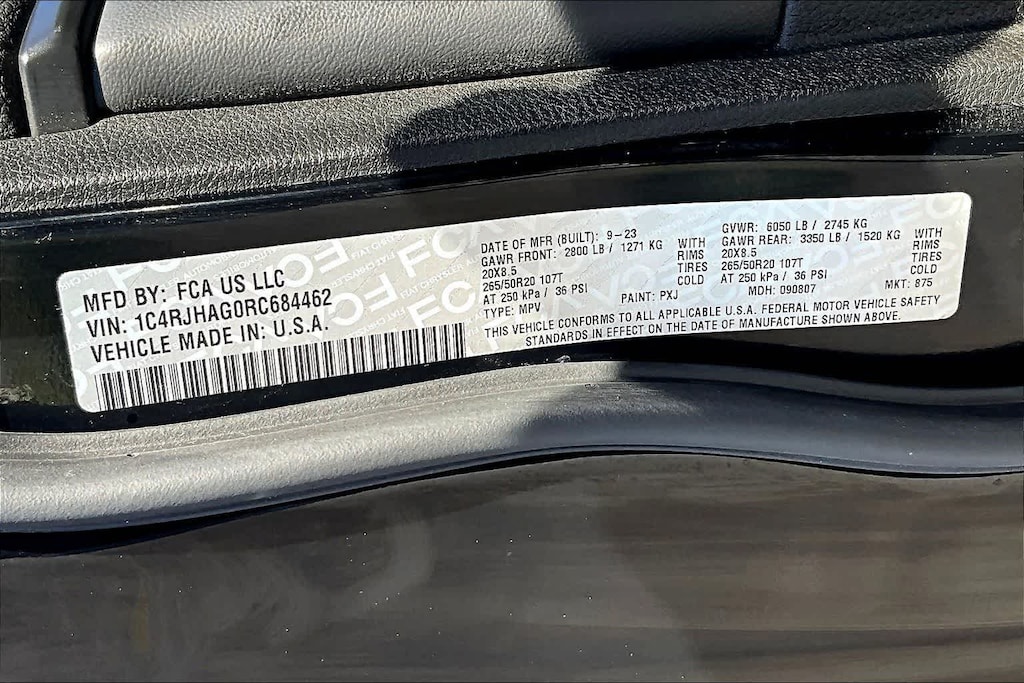 MFD BY: FCA US LLC
VIN: 1C4RJHAG0RC684462
VEHICLE MADE IN: U.S.A.
DATE OF MFR (BUILT): 9-23
GAWR FRONT: 2800 LB / 1271 KG WITH
20X8.5 RIMS
265/50R20 107T TIRES
AT 250 kPa / 36 PSI COLD
TYPE: MPV PAINT: PXJ
GVWR: 6050 LB / 2745 KG
GAWR REAR: 3350 LB / 1520 KG WITH
20X8.5 RIMS
265/50R20 107T TIRES
AT 250 kPa / 36 PSI COLD
MDH: 090807 MKT: 875
THIS VEHICLE CONFORMS TO ALL APPLICABLE U.S.A. FEDERAL MOTOR VEHICLE SAFETY
STANDARDS IN EFFECT ON THE DATE OF MANUFACTURE SHOWN ABOVE.